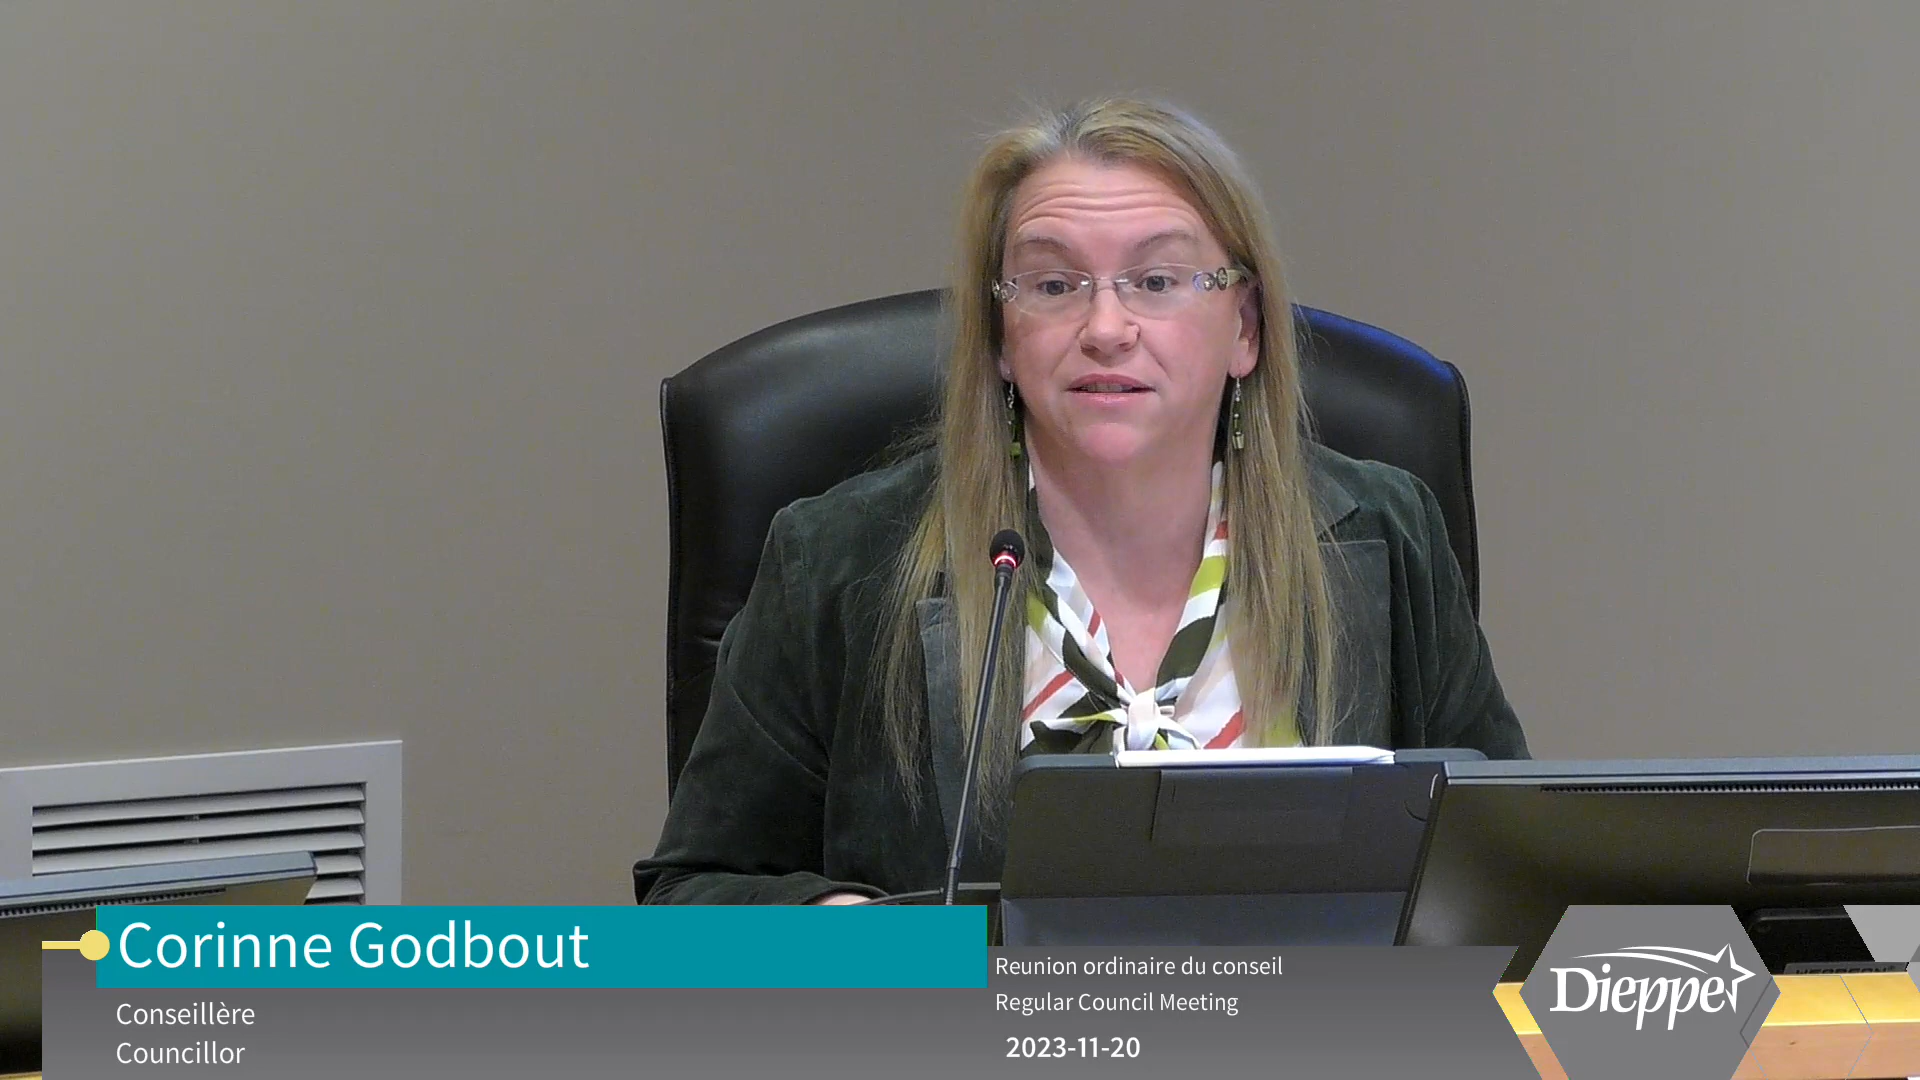 Corinne Godbout
Conseillère
Councillor
Reunion ordinaire du conseil
Regular Council Meeting
2023-11-20
Dieppe